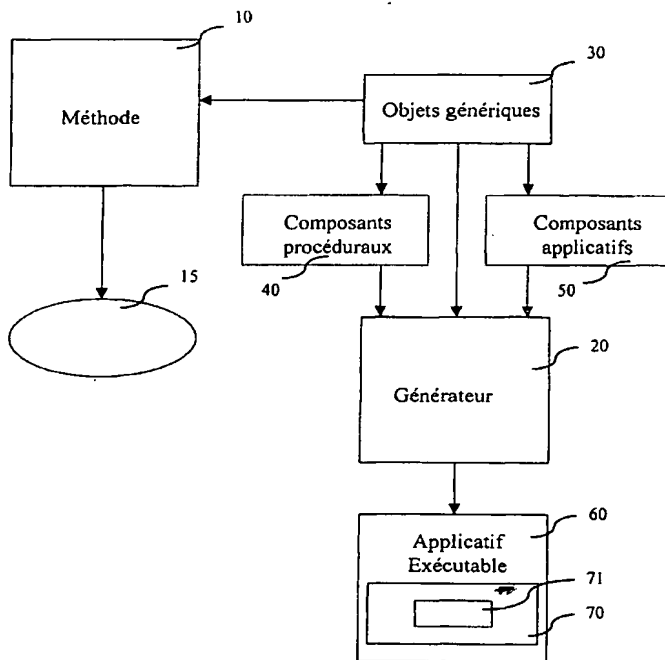 10
30
Méthode
Objets génériques
Composants
procéduraux
Composants
applicatifs
40
50
15
20
Générateur
60
Applicatif
Exécutable
71
70